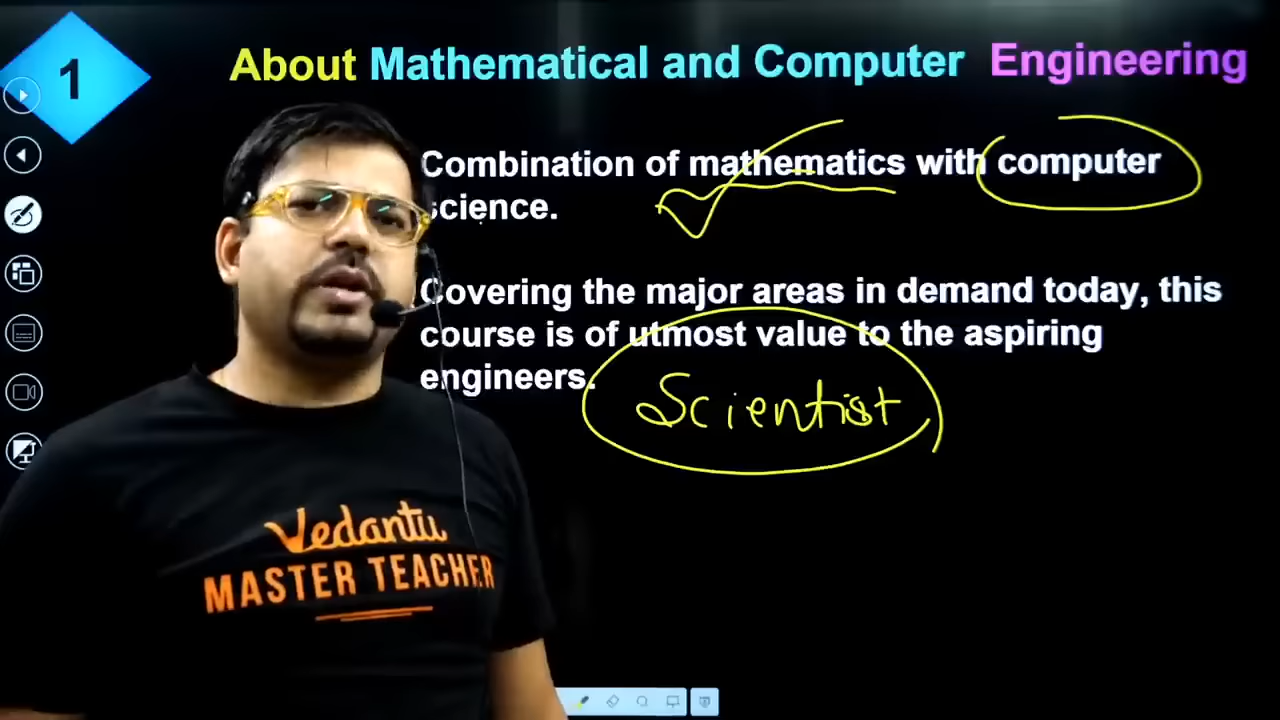 1
About Mathematical and Computer Engineering
Combination of mathematics with computer
science.
Covering the major areas in demand today, this
course is of utmost value to the aspiring
engineers.
Scientist
Vedantu
MASTER TEACHER